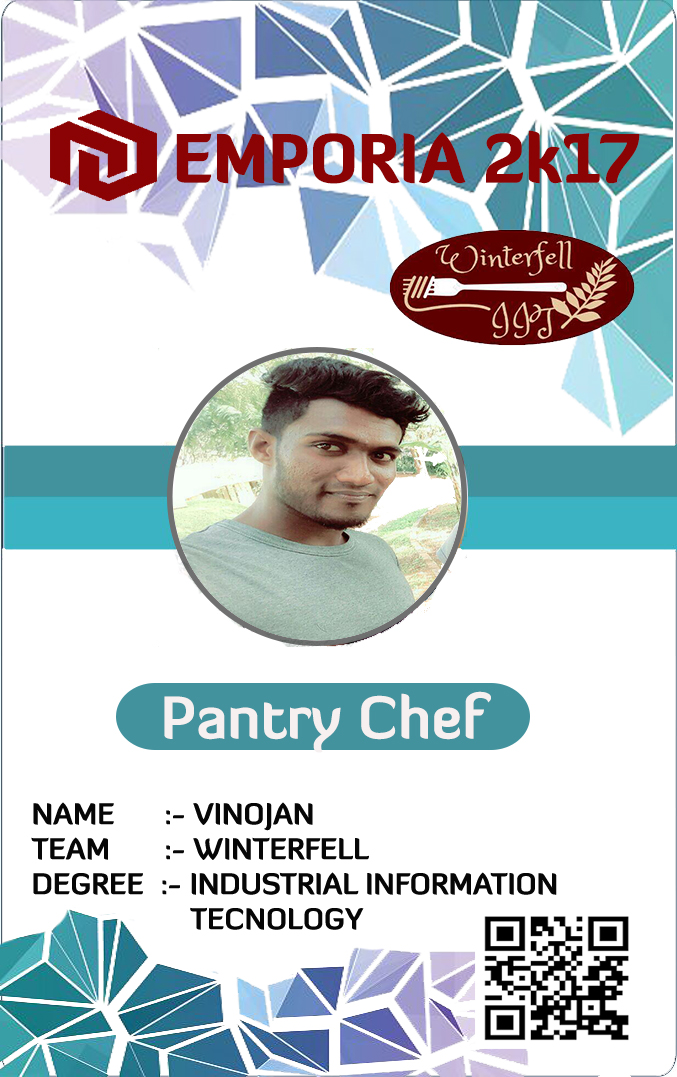 EMPORIA 2k17
Winterfell
IIT
Pantry Chef
NAME :- VINOJAN
TEAM :- WINTERFELL
DEGREE :- INDUSTRIAL INFORMATION
TECNOLOGY